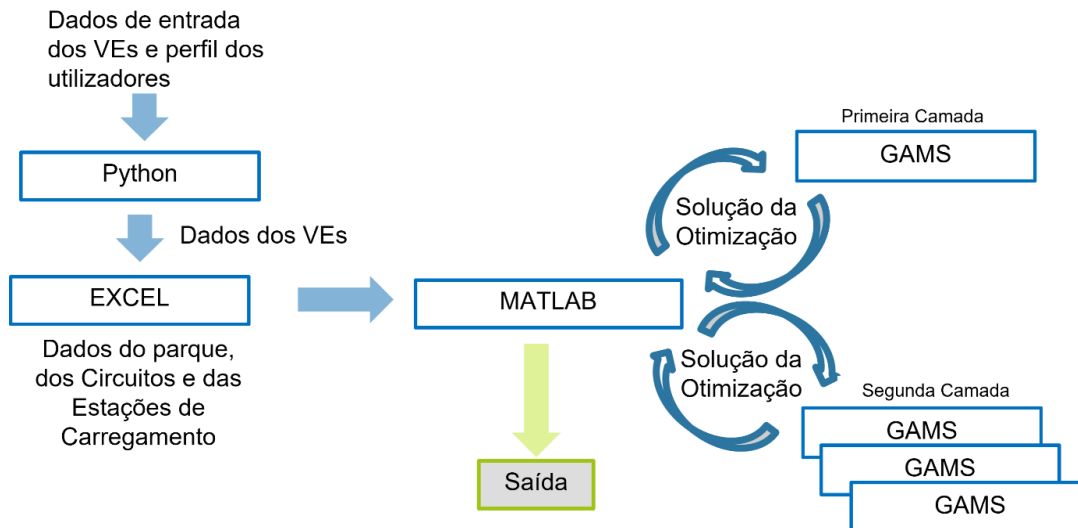 Dados de entrada
dos VEs e perfil dos
utilizadores
Python
Dados dos VEs
EXCEL
Dados do parque,
dos Circuitos e das
Estações de
Carregamento
MATLAB
Saída
Primeira Camada
GAMS
Solução da
Otimização
Solução da
Otimização
Segunda Camada
GAMS
GAMS
GAMS